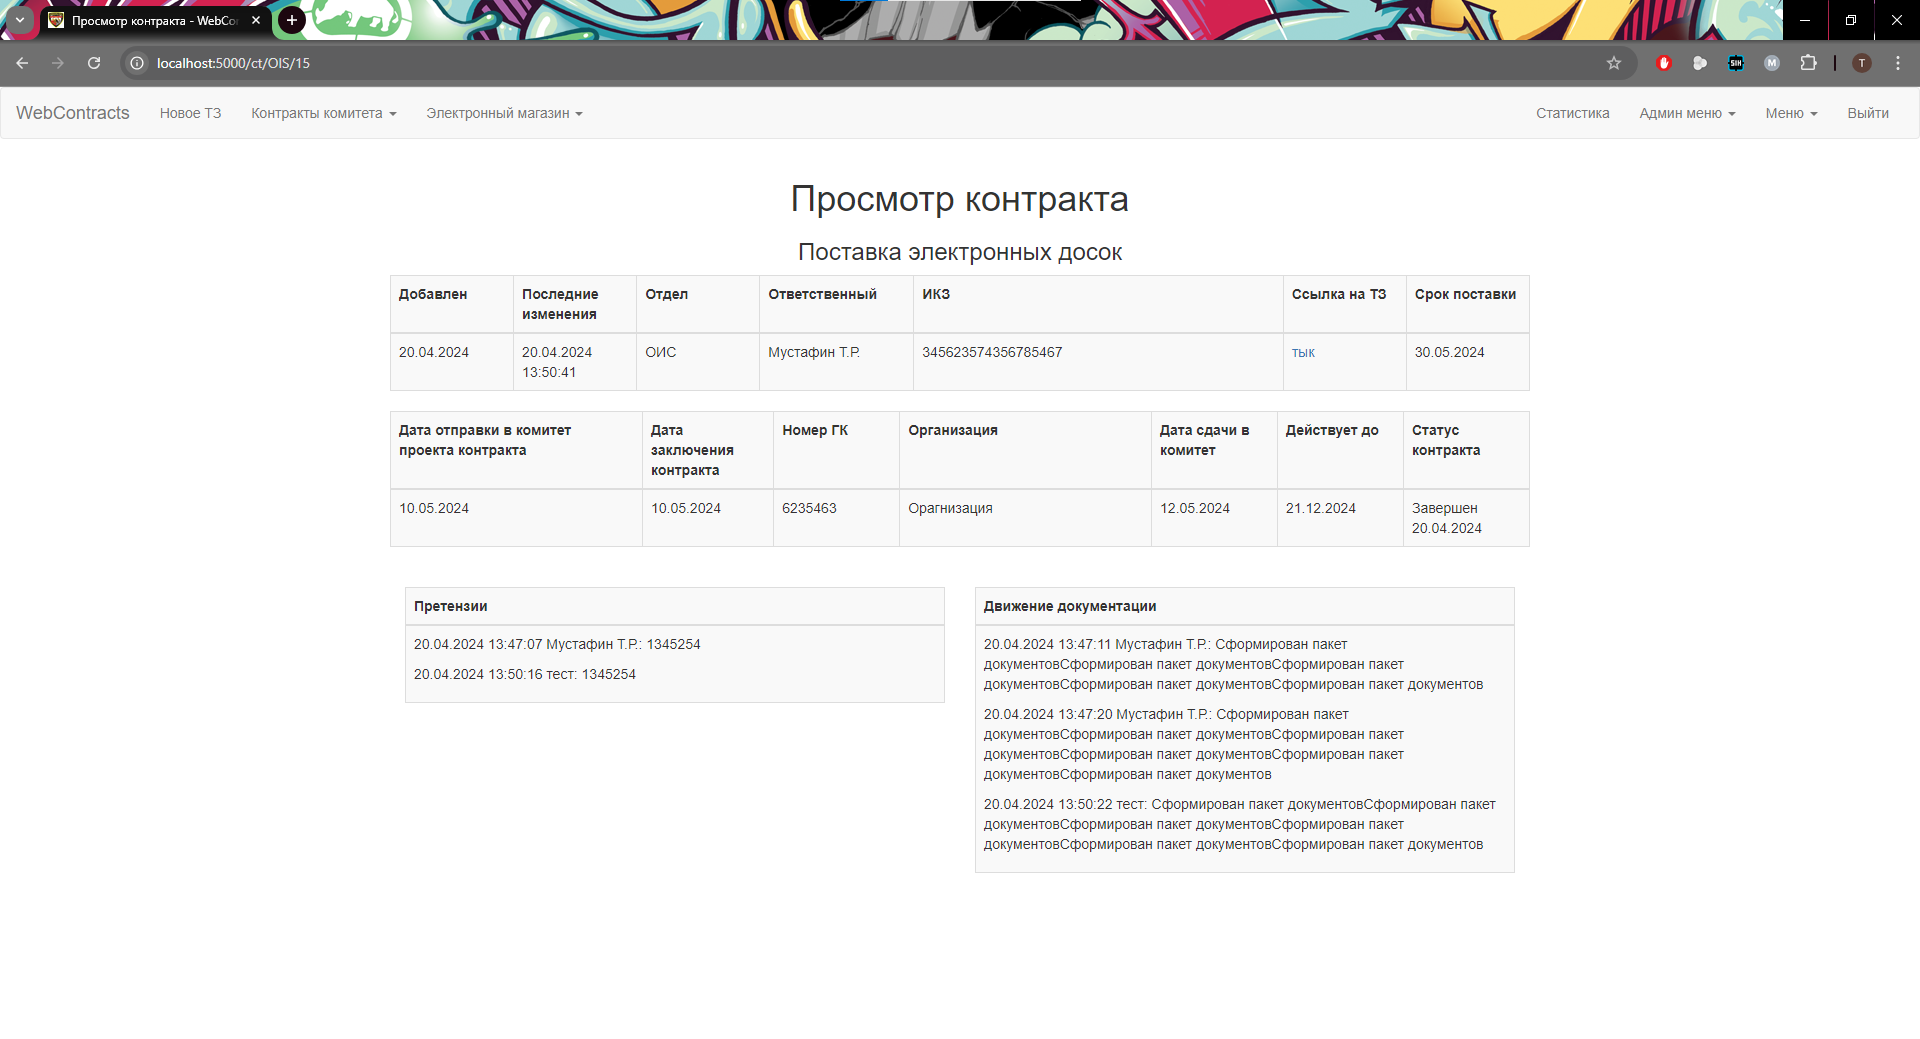 Просмотр контракта - WebCo
localhost:5000/ct/OIS/15
T
WebContracts Новое ТЗ Контракты комитета Электронный магазин Статистика Админ меню Меню Выйти
Просмотр контракта
Поставка электронных досок
Добавлен Последние изменения Отдел Ответственный ИКЗ Ссылка на ТЗ Срок поставки
20.04.2024 20.04.2024 13:50:41 ОИС Мустафин Т.Р. 345623574356785467 тык 30.05.2024
Дата отправки в комитет проекта контракта Дата заключения контракта Номер ГК Организация Дата сдачи в комитет Действует до Статус контракта
10.05.2024 10.05.2024 6235463 Орагнизация 12.05.2024 21.12.2024 Завершен 20.04.2024
Претензии
20.04.2024 13:47:07 Мустафин Т.Р.: 1345254
20.04.2024 13:50:16 тест: 1345254
Движение документации
20.04.2024 13:47:11 Мустафин Т.Р.: Сформирован пакет
документовСформирован пакет документовСформирован пакет
документовСформирован пакет документовСформирован пакет документов
20.04.2024 13:47:20 Мустафин Т.Р.: Сформирован пакет
документовСформирован пакет документовСформирован пакет
документовСформирован пакет документовСформирован пакет
документовСформирован пакет документов
20.04.2024 13:50:22 тест: Сформирован пакет документовСформирован пакет
документовСформирован пакет документовСформирован пакет
документовСформирован пакет документовСформирован пакет документов